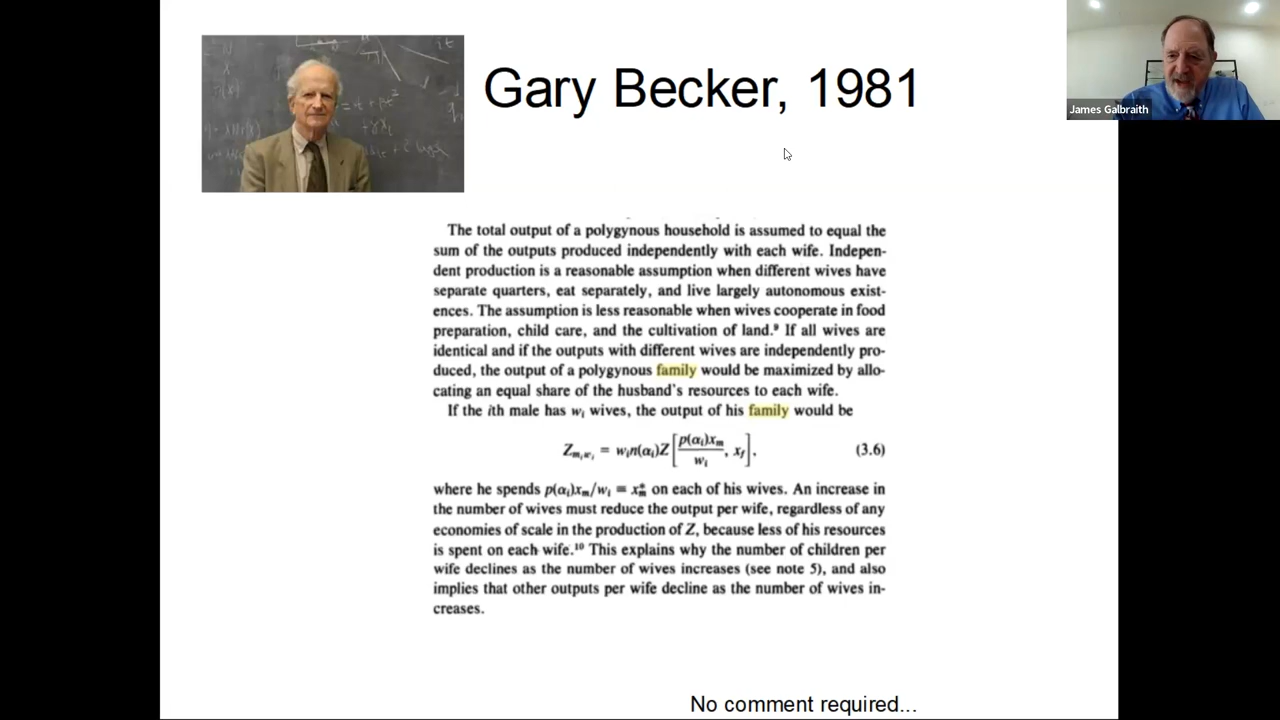 Gary Becker, 1981
James Galbraith
The total output of a polygynous household is assumed to equal the
sum of the outputs produced independently with each wife. Indepen-
dent production is a reasonable assumption when different wives have
separate quarters, eat separately, and live largely autonomous exist-
ences. The assumption is less reasonable when wives cooperate in food
preparation, child care, and the cultivation of land.⁹ If all wives are
identical and if the outputs with different wives are independently pro-
duced, the output of a polygynous family would be maximized by allo-
cating an equal share of the husband's resources to each wife.
If the ith male has wᵢ wives, the output of his family would be
Z_{mᵢwᵢ} = wᵢn(αᵢ)Z[p(αᵢ)xₘ/wᵢ, x_f], (3.6)
where he spends p(αᵢ)xₘ/wᵢ = x*ₘ on each of his wives. An increase in
the number of wives must reduce the output per wife, regardless of any
economies of scale in the production of Z, because less of his resources
is spent on each wife.¹⁰ This explains why the number of children per
wife declines as the number of wives increases (see note 5), and also
implies that other outputs per wife decline as the number of wives in-
creases.
No comment required...